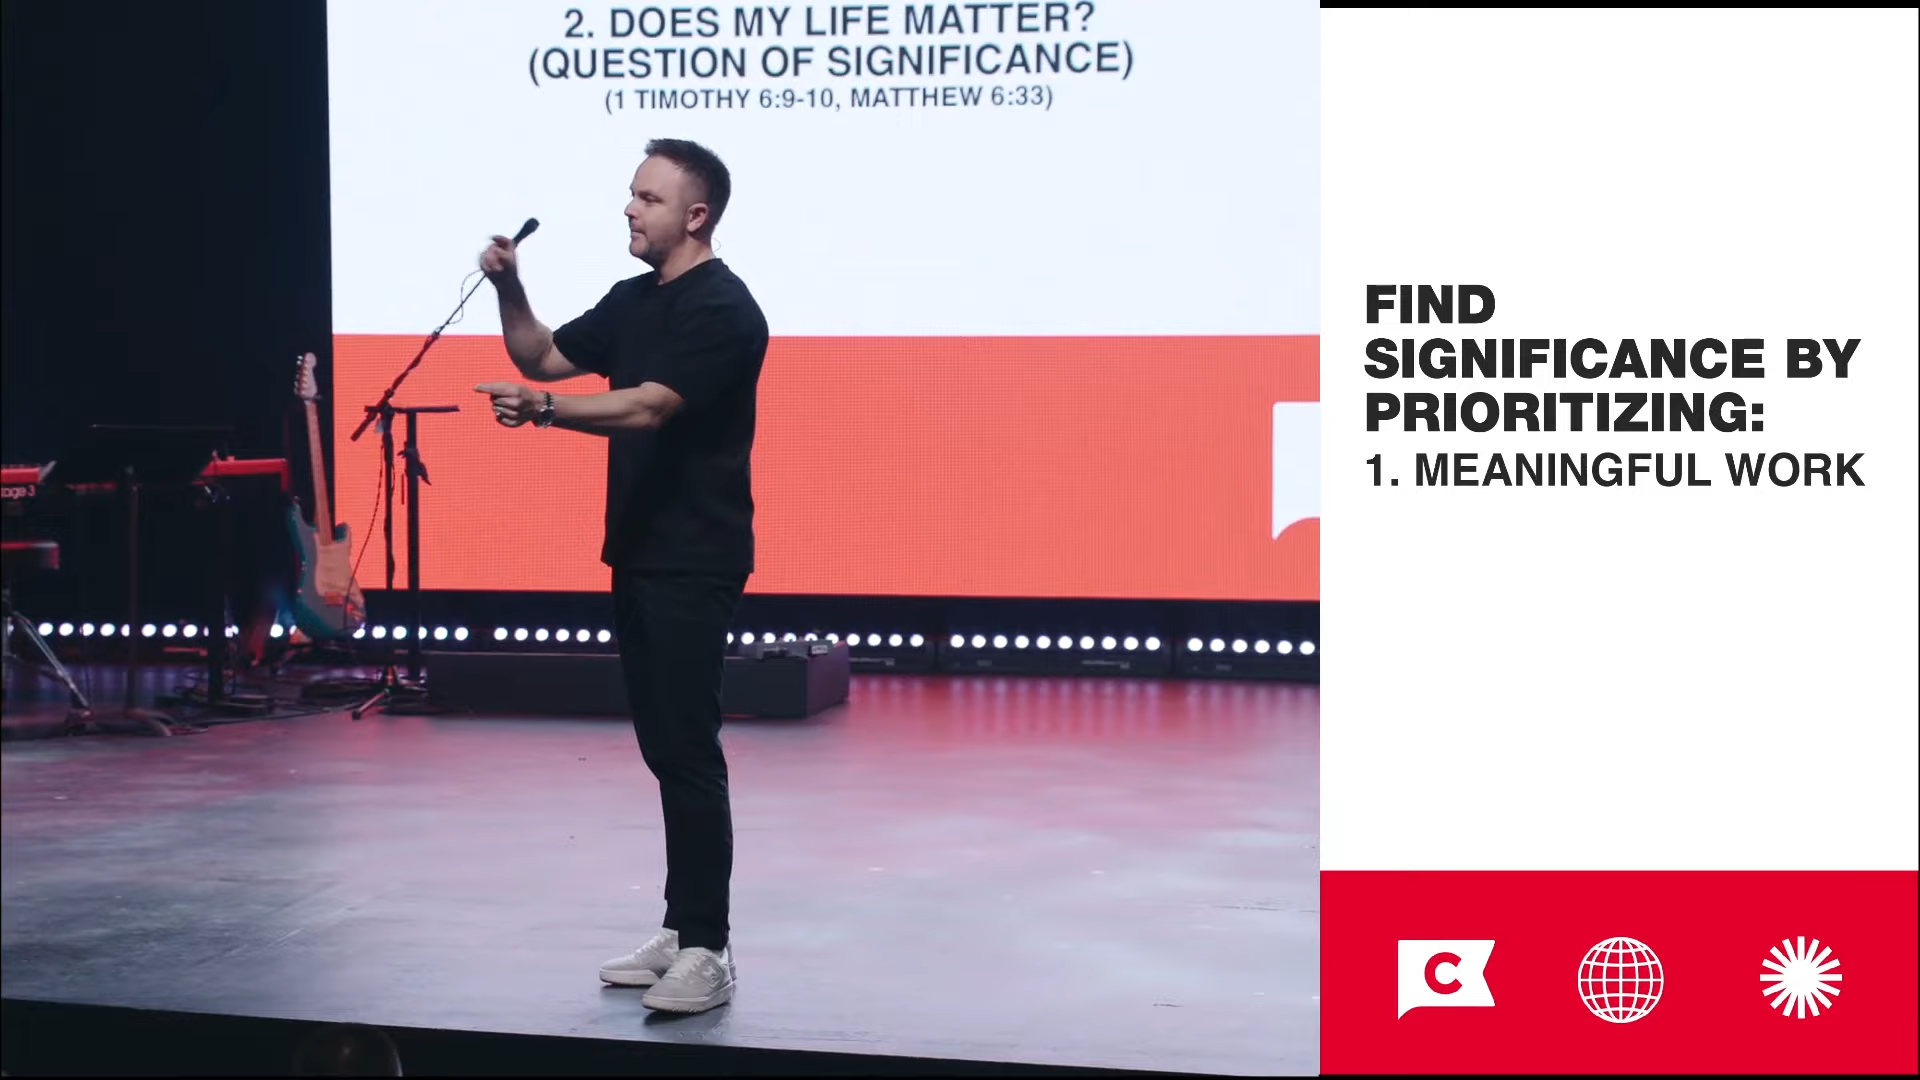 2. DOES MY LIFE MATTER?
(QUESTION OF SIGNIFICANCE)
(1 TIMOTHY 6:9-10, MATTHEW 6:33)
FIND
SIGNIFICANCE BY
PRIORITIZING:
1. MEANINGFUL WORK
C